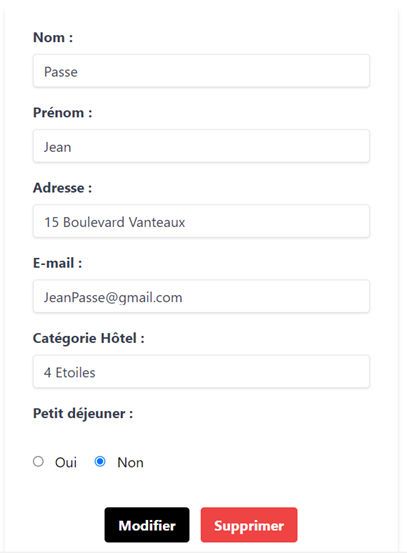 Nom :
Passe
Prénom :
Jean
Adresse :
15 Boulevard Vanteaux
E-mail :
JeanPasse@gmail.com
Catégorie Hôtel :
4 Etoiles
Petit déjeuner :
Oui Non
Modifier Supprimer